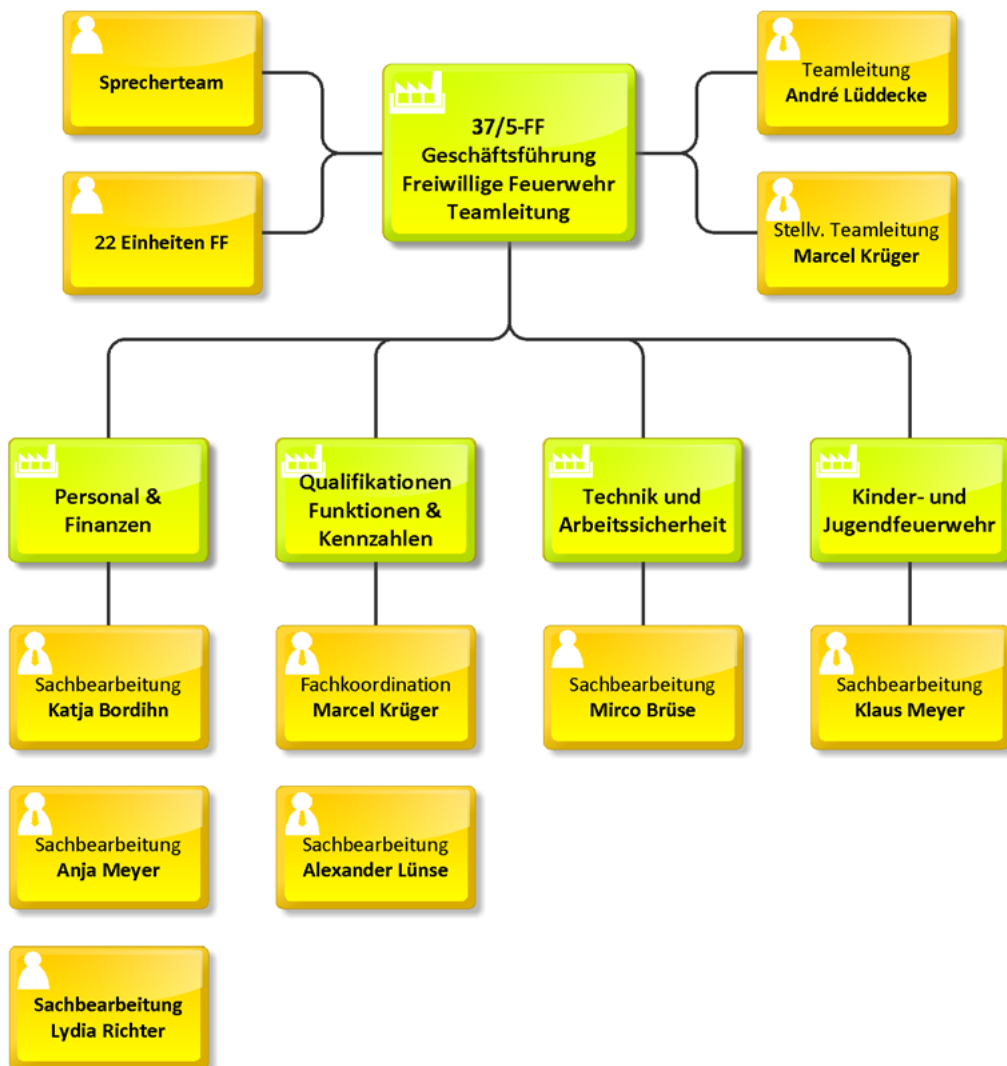 Sprecherteam
22 Einheiten FF
37/5-FF
Geschäftsführung
Freiwillige Feuerwehr
Teamleitung
Teamleitung
André Lüddecke
Stellv. Teamleitung
Marcel Krüger
Personal &
Finanzen
Qualifikationen
Funktionen &
Kennzahlen
Technik und
Arbeitssicherheit
Kinder- und
Jugendfeuerwehr
Sachbearbeitung
Katja Bordihn
Fachkoordination
Marcel Krüger
Sachbearbeitung
Mirco Brüse
Sachbearbeitung
Klaus Meyer
Sachbearbeitung
Anja Meyer
Sachbearbeitung
Alexander Lünse
Sachbearbeitung
Lydia Richter